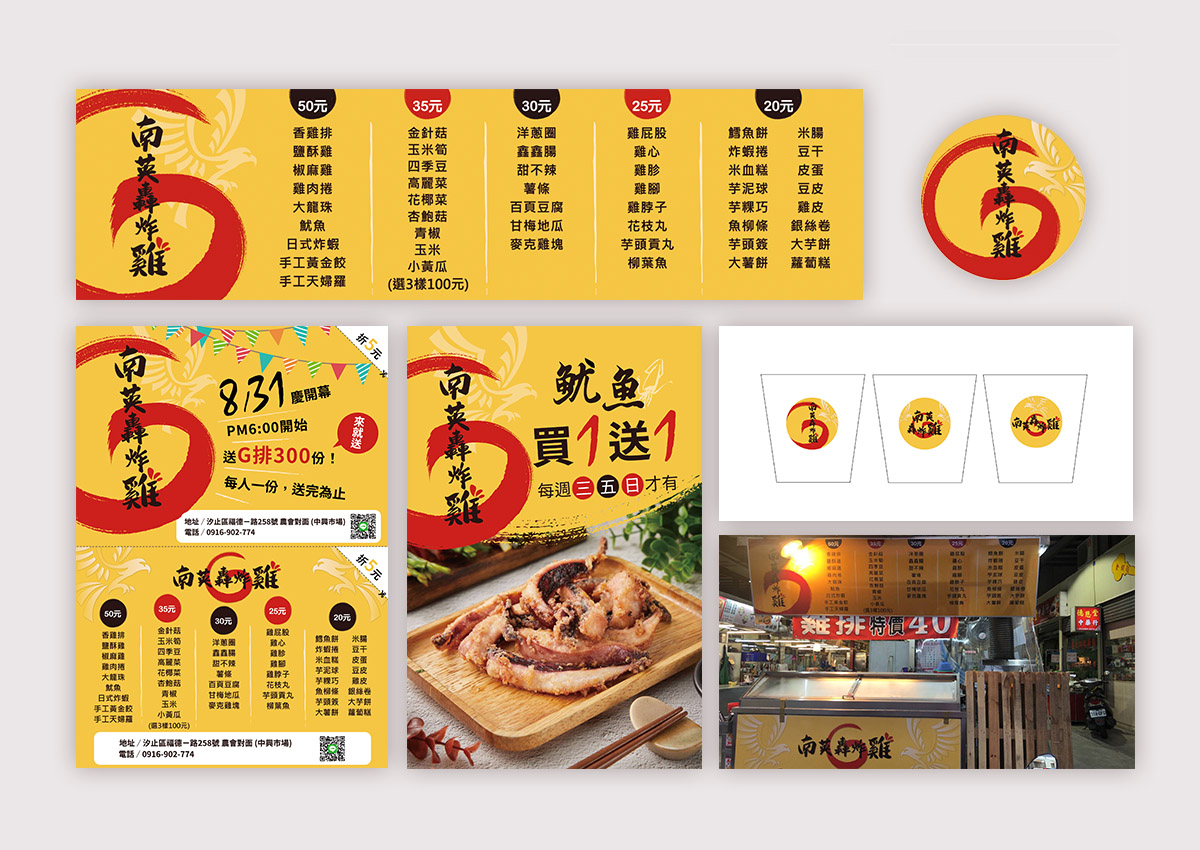 南英轟炸雞
50元
香雞排
鹽酥雞
椒麻雞
雞肉捲
大龍珠
魷魚
日式炸蝦
手工黃金餃
手工天婦羅
35元
金針菇
玉米筍
四季豆
高麗菜
花椰菜
杏鮑菇
青椒
玉米
小黃瓜
(選3樣100元)
30元
洋蔥圈
鑫鑫腸
甜不辣
薯條
百頁豆腐
甘梅地瓜
麥克雞塊
25元
雞屁股
雞心
雞胗
雞腳
雞脖子
花枝丸
芋頭貢丸
柳葉魚
20元
鱈魚餅 米腸
炸蝦捲 豆干
米血糕 皮蛋
芋泥球 豆皮
芋粿巧 雞皮
魚柳條 銀絲卷
芋頭簽 大芋餅
大薯餅 蘿蔔糕
南英轟炸雞
南英轟炸雞
折5元
8/31慶開幕
PM6:00開始
送G排300份！
每人一份，送完為止
來就送
地址 / 汐止區福德一路258號 農會對面 (中興市場)
電話 / 0916-902-774
折5元
南英轟炸雞
50元
香雞排
鹽酥雞
椒麻雞
雞肉捲
大龍珠
魷魚
日式炸蝦
手工黃金餃
手工天婦羅
35元
金針菇
玉米筍
四季豆
高麗菜
花椰菜
杏鮑菇
青椒
玉米
小黃瓜
(選3樣100元)
30元
洋蔥圈
鑫鑫腸
甜不辣
薯條
百頁豆腐
甘梅地瓜
麥克雞塊
25元
雞屁股
雞心
雞胗
雞腳
雞脖子
花枝丸
芋頭貢丸
柳葉魚
20元
鱈魚餅 米腸
炸蝦捲 豆干
米血糕 皮蛋
芋泥球 豆皮
芋粿巧 雞皮
魚柳條 銀絲卷
芋頭簽 大芋餅
大薯餅 蘿蔔糕
地址 / 汐止區福德一路258號 農會對面 (中興市場)
電話 / 0916-902-774
南英轟炸雞
魷魚
買1送1
每週三五日才有
南英轟炸雞
南英轟炸雞
南英轟炸雞
雞排特價40
南英轟炸雞